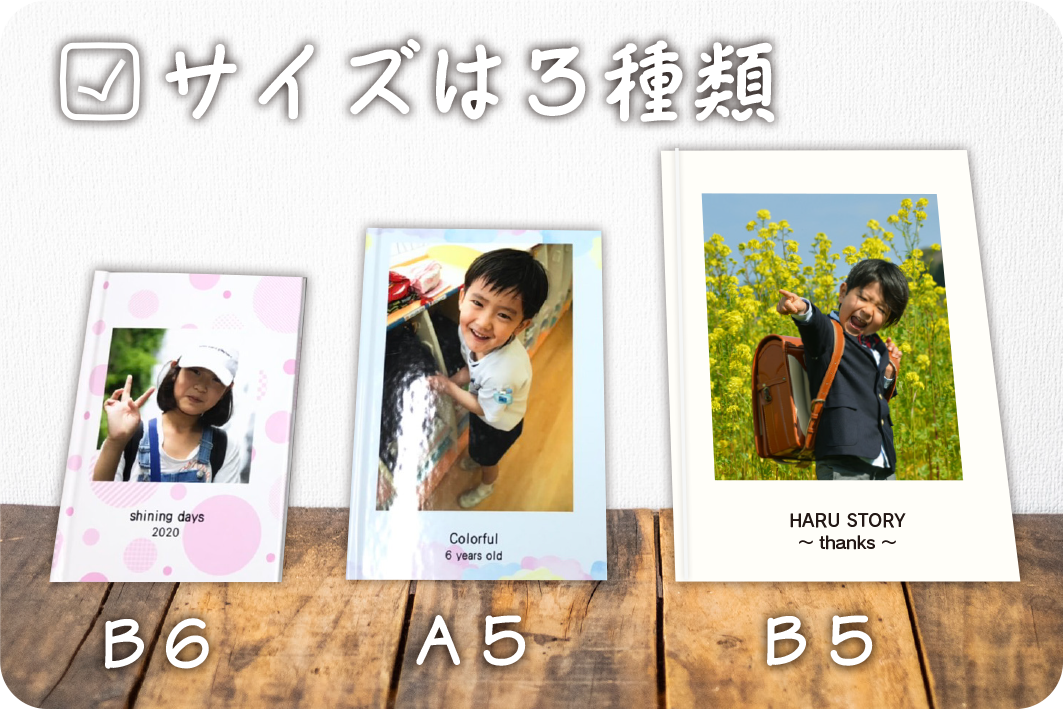 サイズは3種類
shining days
2020
Colorful
6 years old
HARU STORY
～ thanks ～
B6
A5
B5